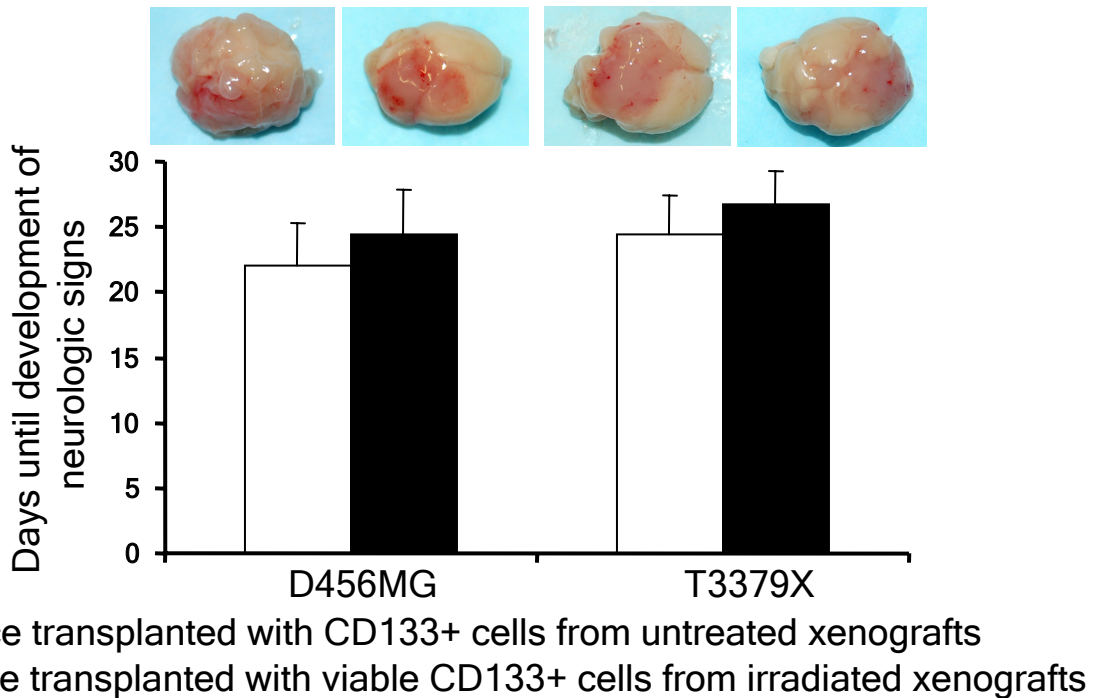 Days until development of
neurologic signs
30
25
20
15
10
5
0
D456MG
T3379X
transplanted with CD133+ cells from untreated xenografts
transplanted with viable CD133+ cells from irradiated xenografts